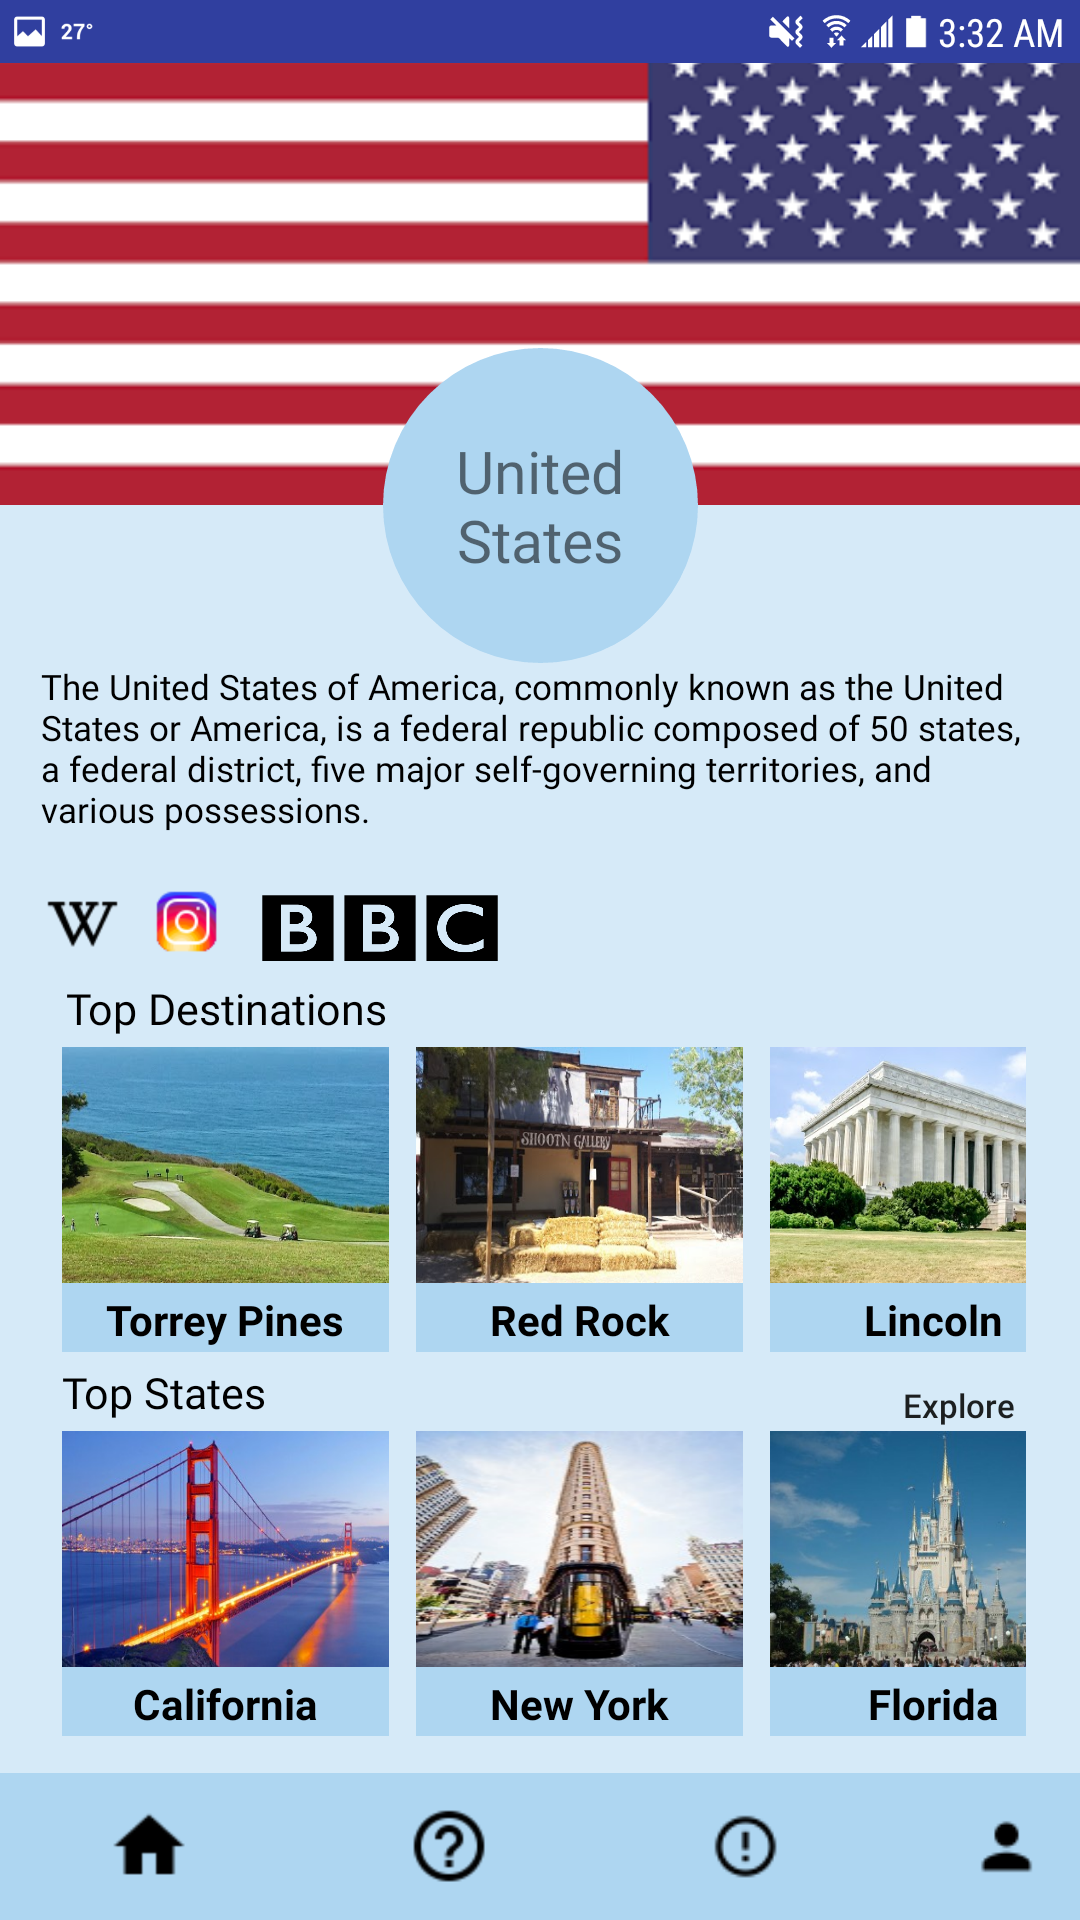 27°
3:32 AM
United
States
The United States of America, commonly known as the United
States or America, is a federal republic composed of 50 states,
a federal district, five major self-governing territories, and
various possessions.
W
BBC
Top Destinations
SHOOT'N GALLERY
Torrey Pines
Red Rock
Lincoln
Top States
Explore
California
New York
Florida